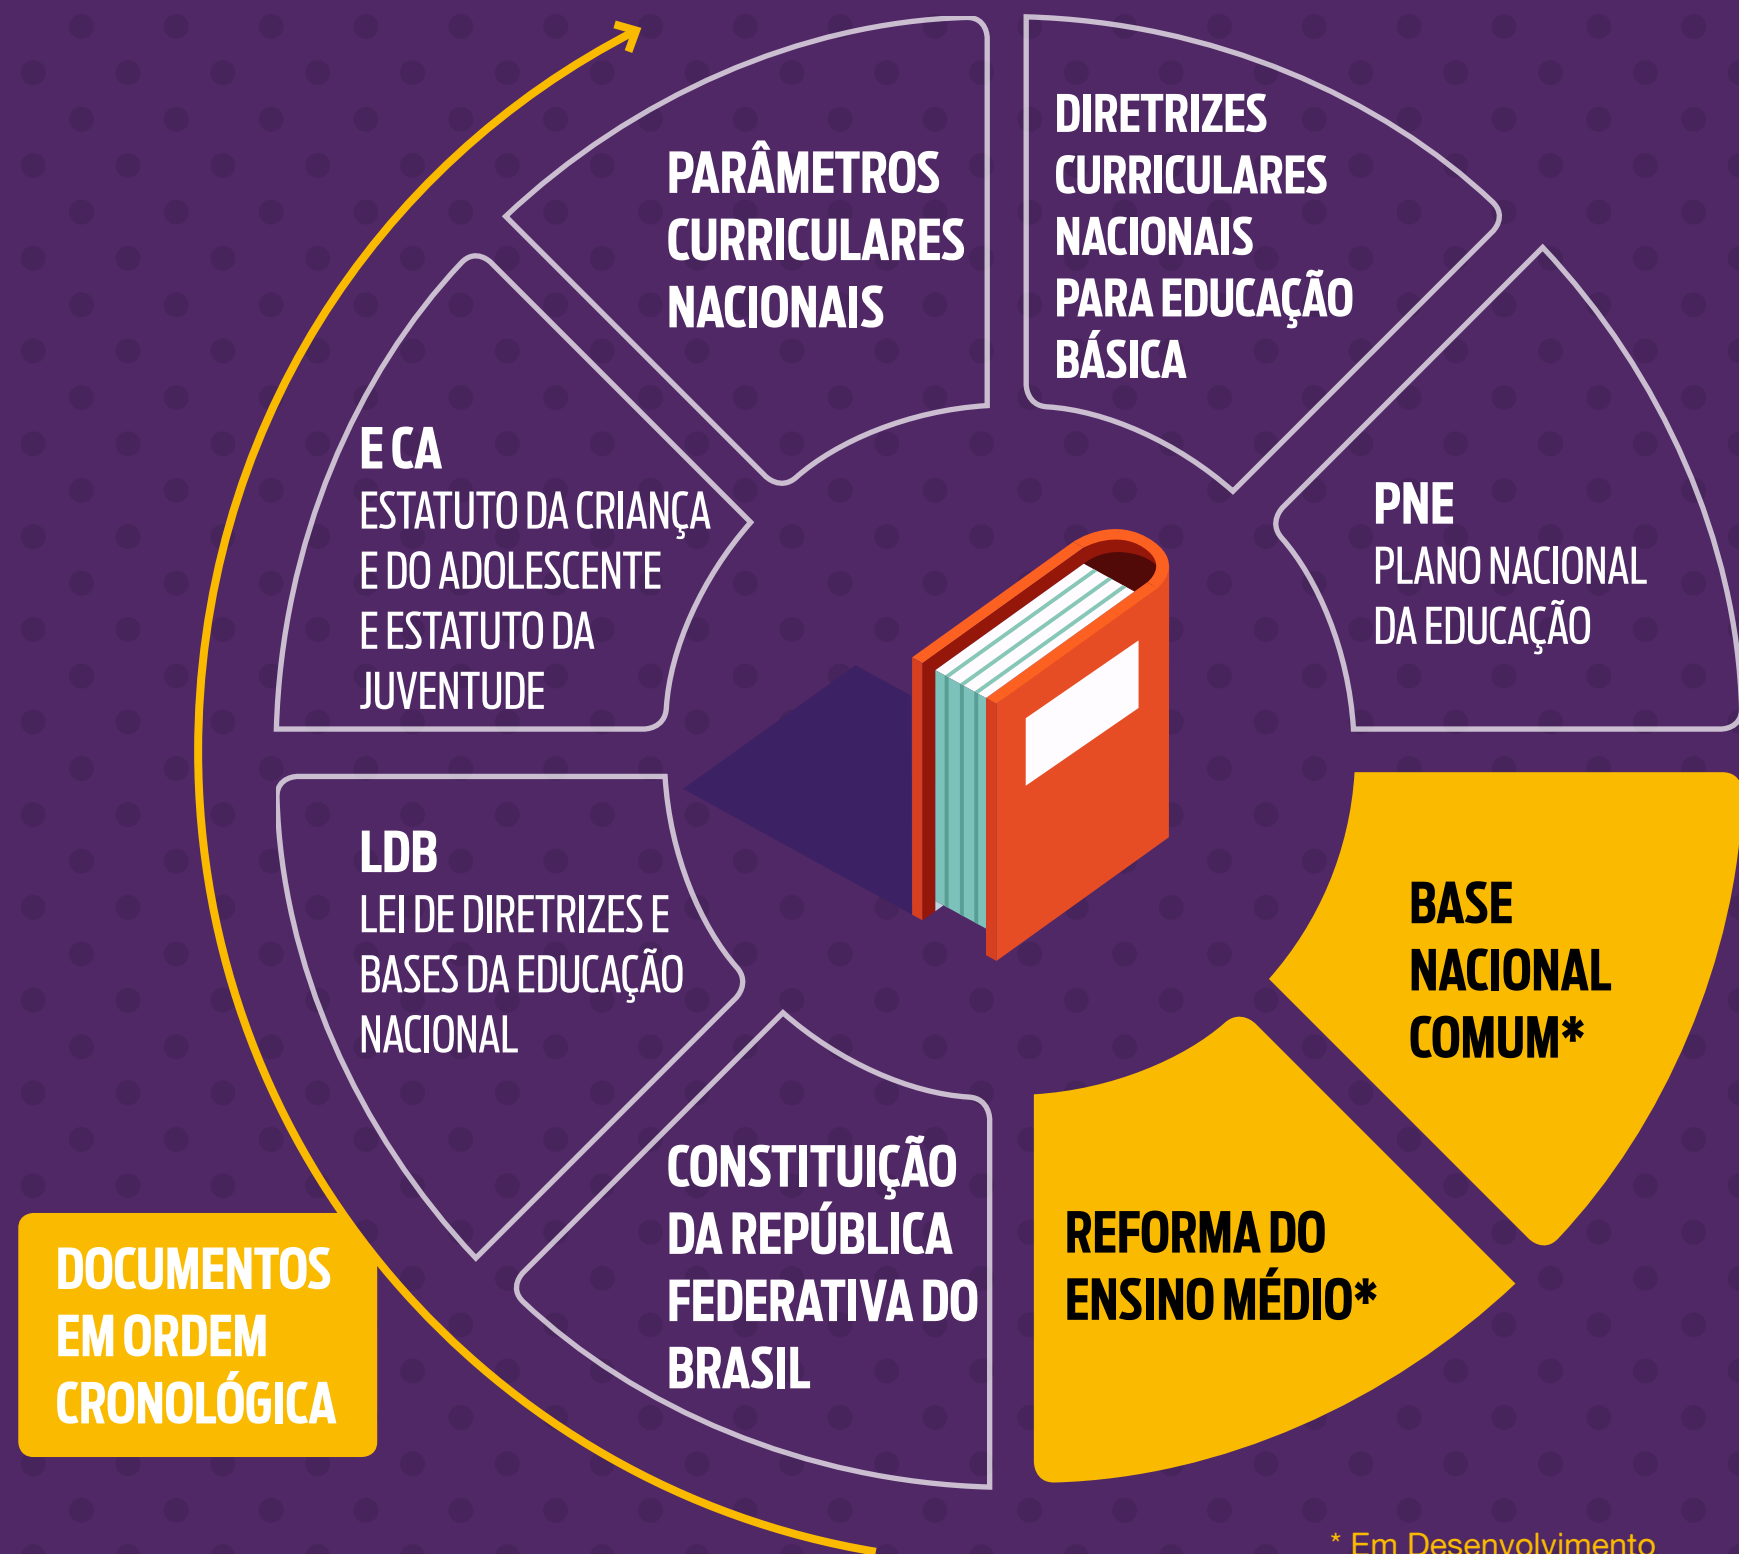 PARÂMETROS
CURRICULARES
NACIONAIS
DIRETRIZES
CURRICULARES
NACIONAIS
PARA EDUCAÇÃO
BÁSICA
E CA
ESTATUTO DA CRIANÇA
E DO ADOLESCENTE
E ESTATUTO DA
JUVENTUDE
PNE
PLANO NACIONAL
DA EDUCAÇÃO
LDB
LEI DE DIRETRIZES E
BASES DA EDUCAÇÃO
NACIONAL
BASE
NACIONAL
COMUM*
CONSTITUIÇÃO
DA REPÚBLICA
FEDERATIVA DO
BRASIL
REFORMA DO
ENSINO MÉDIO*
DOCUMENTOS
EM ORDEM
CRONOLÓGICA
* Em Desenvolvimento